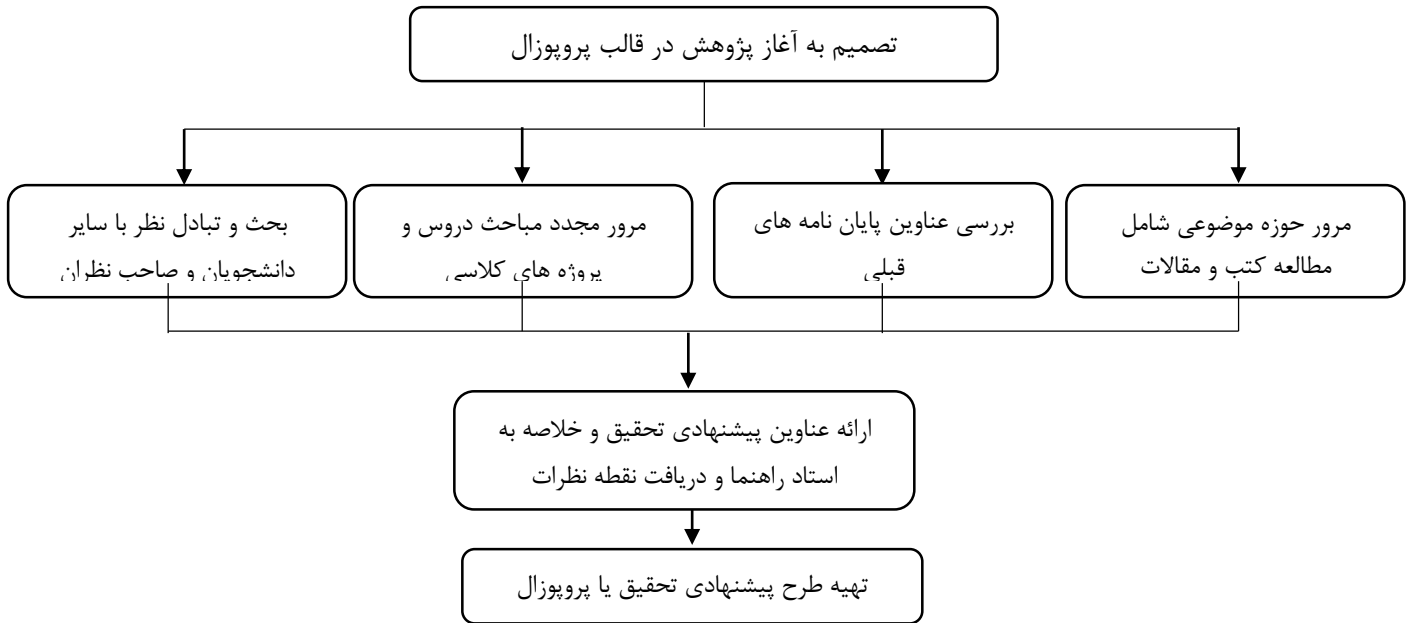 تصمیم به آغاز پژوهش در قالب پروپوزال
مرور حوزه موضوعی شامل
مطالعه کتب و مقالات
بررسی عناوین پایان نامه های
قبلی
مرور مجدد مباحث دروس و
پروژه های کلاسی
بحث و تبادل نظر با سایر
دانشجویان و صاحب نظران
ارائه عناوین پیشنهادی تحقیق و خلاصه به
استاد راهنما و دریافت نقطه نظرات
تهیه طرح پیشنهادی تحقیق یا پروپوزال